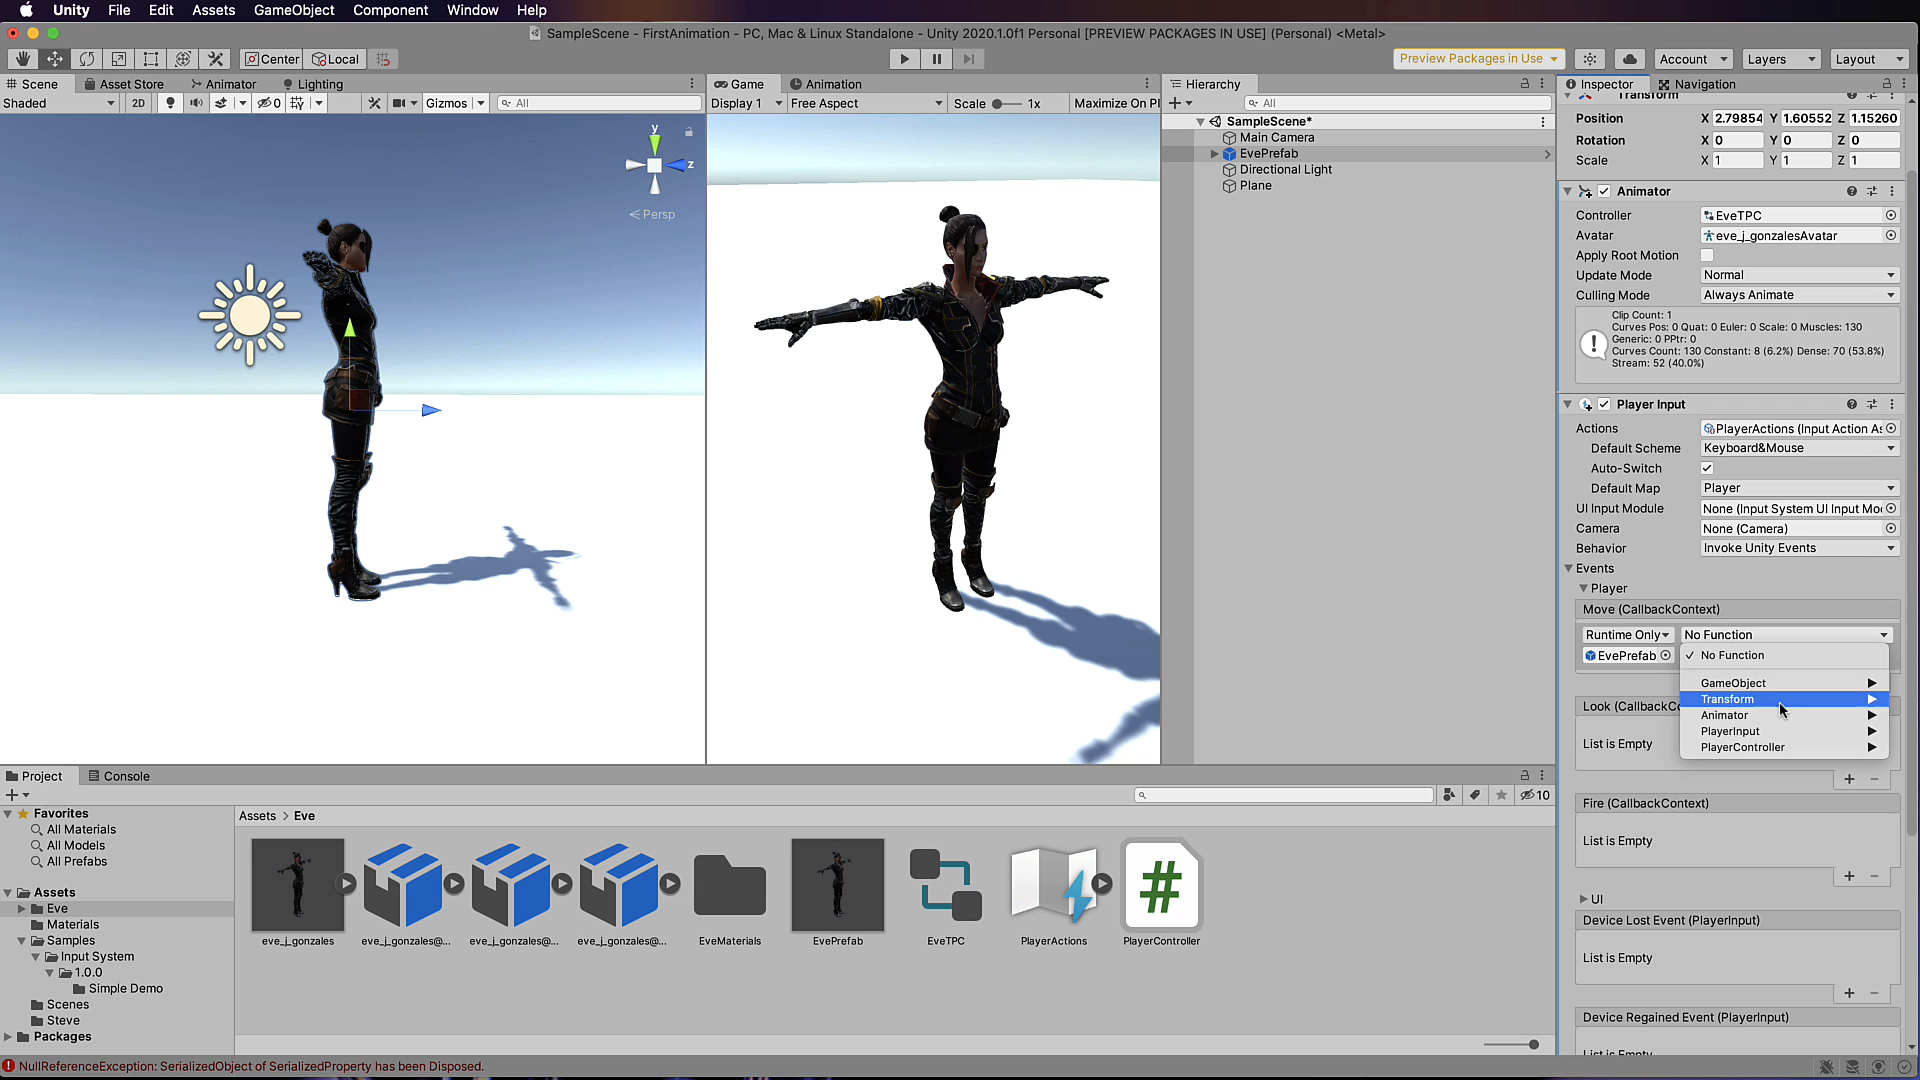 Unity File Edit Assets GameObject Component Window Help
SampleScene - FirstAnimation - PC, Mac & Linux Standalone - Unity 2020.1.0f1 Personal [PREVIEW PACKAGES IN USE] (Personal) <Metal>
Center Local Preview Packages in Use Account Layers Layout
Scene Asset Store Animator Lighting
Shaded 2D 0 Gizmos All
y
z
Persp
Game Animation
Display 1 Free Aspect Scale 1x Maximize On Pl
Hierarchy
All
SampleScene*
Main Camera
EvePrefab
Directional Light
Plane
Inspector Navigation
Transform
Position X 2.79854 Y 1.60552 Z 1.15260
Rotation X 0 Y 0 Z 0
Scale X 1 Y 1 Z 1
Animator
Controller EveTPC
Avatar eve_j_gonzalesAvatar
Apply Root Motion
Update Mode Normal
Culling Mode Always Animate
Clip Count: 1
Curves Pos: 0 Quat: 0 Euler: 0 Scale: 0 Muscles: 130
Generic: 0 PPtr: 0
Curves Count: 130 Constant: 8 (6.2%) Dense: 70 (53.8%)
Stream: 52 (40.0%)
Player Input
Actions PlayerActions (Input Action As
Default Scheme Keyboard&Mouse
Auto-Switch
Default Map Player
UI Input Module None (Input System UI Input Mod
Camera None (Camera)
Behavior Invoke Unity Events
Events
Player
Move (CallbackContext)
Runtime Only No Function
EvePrefab
No Function
GameObject
Transform
Animator
PlayerInput
PlayerController
Look (CallbackCo
List is Empty
+ −
Fire (CallbackContext)
List is Empty
+ −
UI
Device Lost Event (PlayerInput)
List is Empty
+ −
Device Regained Event (PlayerInput)
List is Empty
Project Console
+
10
Favorites
All Materials
All Models
All Prefabs
Assets
Eve
Materials
Samples
Input System
1.0.0
Simple Demo
Scenes
Steve
Packages
Assets > Eve
#
eve_j_gonzales eve_j_gonzales@... eve_j_gonzales@... eve_j_gonzales@... EveMaterials EvePrefab EveTPC PlayerActions PlayerController
NullReferenceException: SerializedObject of SerializedProperty has been Disposed.